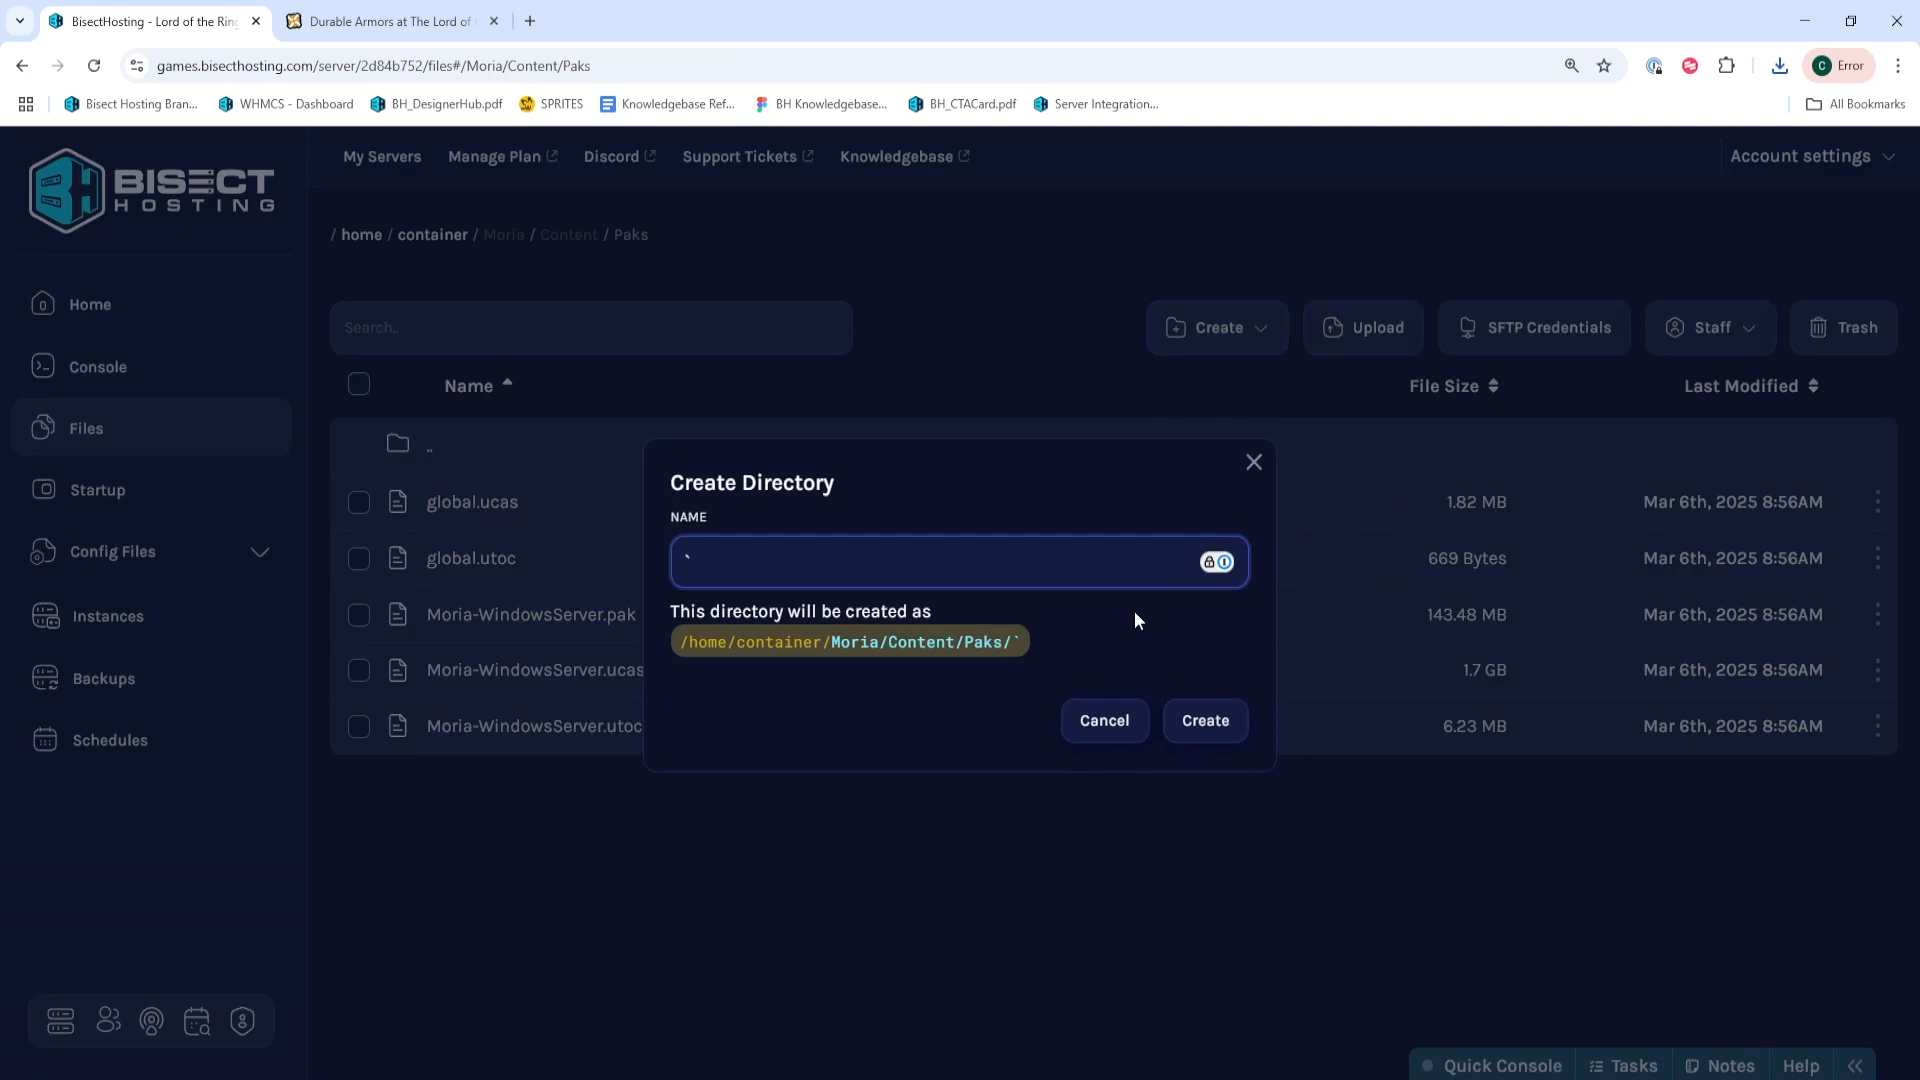 BisectHosting - Lord of the Ring
Durable Armors at The Lord of
games.bisecthosting.com/server/2d84b752/files#/Moria/Content/Paks
C Error
Bisect Hosting Bran...
WHMCS - Dashboard
BH_DesignerHub.pdf
SPRITES
Knowledgebase Ref...
BH Knowledgebase...
BH_CTACard.pdf
Server Integration...
All Bookmarks
BISECT
HOSTING
My Servers
Manage Plan
Discord
Support Tickets
Knowledgebase
Account settings
/ home / container / Moria / Content / Paks
Home
Console
Files
Startup
Config Files
Instances
Backups
Schedules
Search..
Create
Upload
SFTP Credentials
Staff
Trash
Name
File Size
Last Modified
..
global.ucas 1.82 MB Mar 6th, 2025 8:56AM
global.utoc 669 Bytes Mar 6th, 2025 8:56AM
Moria-WindowsServer.pak 143.48 MB Mar 6th, 2025 8:56AM
Moria-WindowsServer.ucas 1.7 GB Mar 6th, 2025 8:56AM
Moria-WindowsServer.utoc 6.23 MB Mar 6th, 2025 8:56AM
Create Directory
NAME
`
This directory will be created as
/home/container/Moria/Content/Paks/`
Cancel
Create
Quick Console
Tasks
Notes
Help